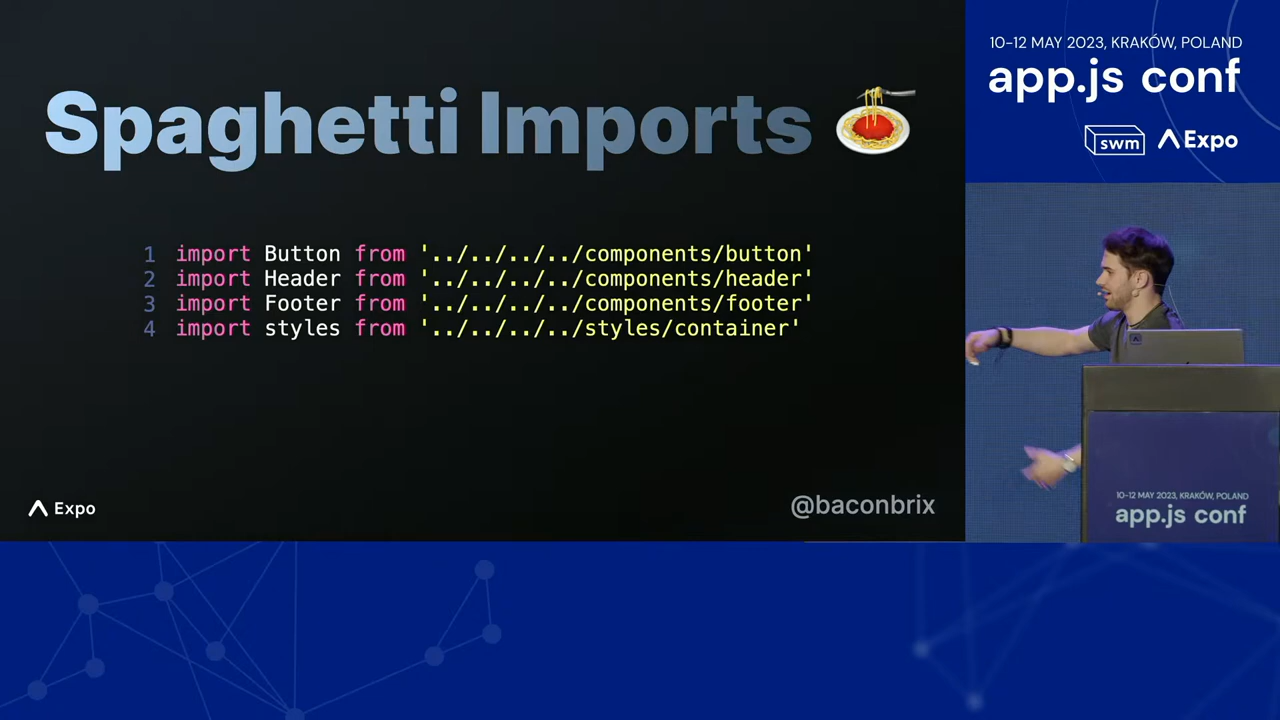 Spaghetti Imports
1 import Button from '../../../../components/button'
2 import Header from '../../../../components/header'
3 import Footer from '../../../../components/footer'
4 import styles from '../../../../styles/container'
Expo
@baconbrix
10-12 MAY 2023, KRAKÓW, POLAND
app.js conf
swm Expo
10-12 MAY 2023, KRAKÓW, POLAND
app.js conf